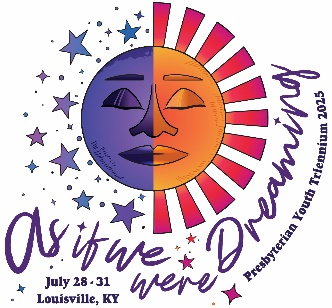 As if we
were Dreaming
Presbyterian Youth Triennium 2025
July 28 - 31
Louisville, KY